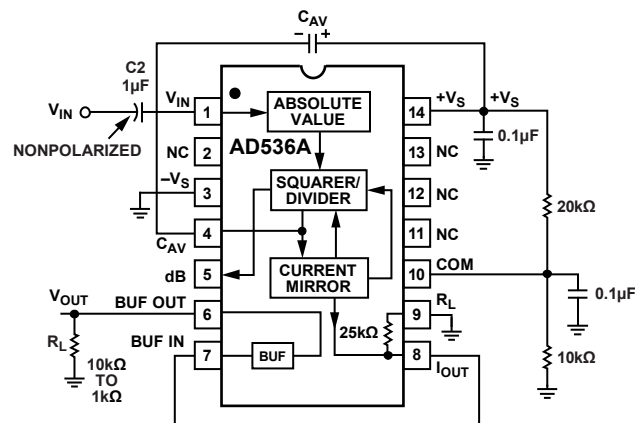 CAV
– +
C2
1µF
VIN
VIN
NONPOLARIZED
1
ABSOLUTE
VALUE
14
+VS
+VS
0.1µF
NC
2
AD536A
13
NC
–VS
3
SQUARER/
DIVIDER
12
NC
20kΩ
4
CAV
11
NC
dB
5
CURRENT
MIRROR
10
COM
0.1µF
VOUT
BUF OUT
6
25kΩ
9
RL
RL
10kΩ
TO
1kΩ
BUF IN
7
BUF
8
IOUT
10kΩ